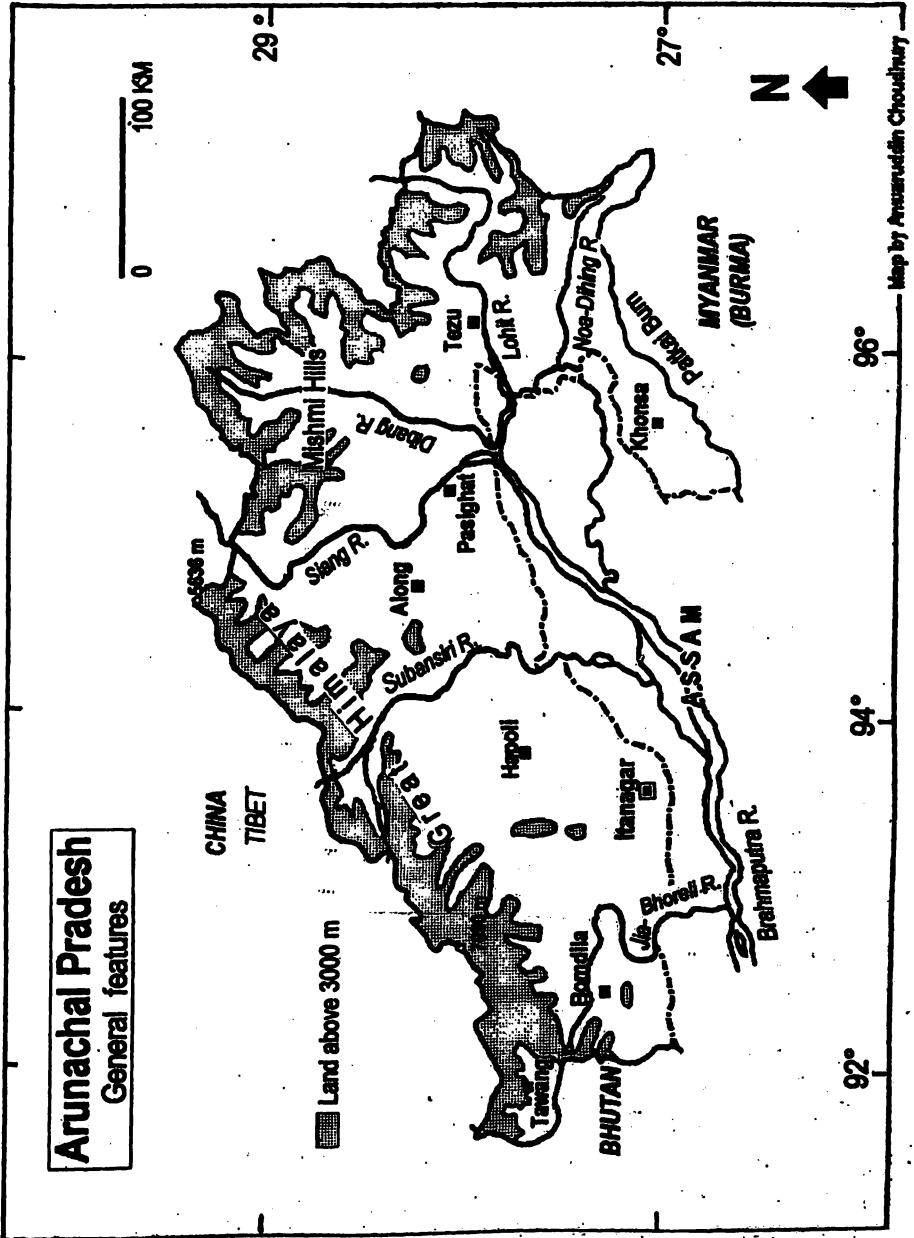 Arunachal Pradesh
General features
Land above 3000 m
CHINA
TIBET
0 100 KM
29°
27°
N
5636 m
Great
Himalaya
Mishmi Hills
Siang R.
Dibang R.
Subansiri R.
Along
Pasighat
Tezu
Lohit R.
Noa-Dihing R.
Patkai Bum
MYANMAR
(BURMA)
Khonsa
Hapoli
Itanagar
Tawang
Bomdila
BHUTAN
Jia-
Bhoreli R.
Brahmaputra R.
ASSAM
92°
94°
96°
Map by Anwaruddin Choudhury